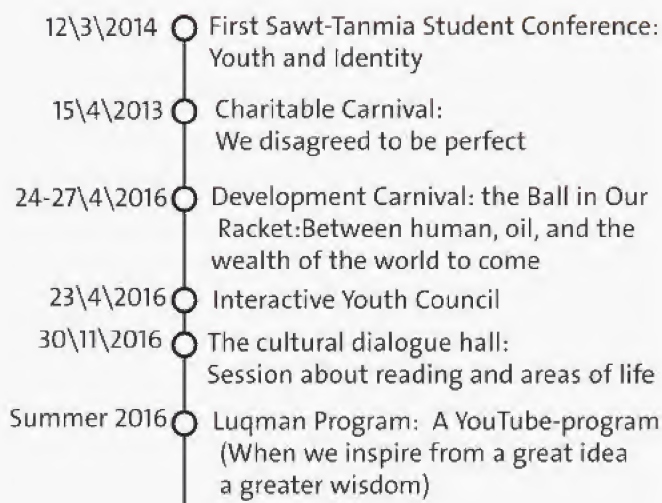 12\3\2014 First Sawt-Tanmia Student Conference:
Youth and Identity
15\4\2013 Charitable Carnival:
We disagreed to be perfect
24-27\4\2016 Development Carnival: the Ball in Our
Racket:Between human, oil, and the
wealth of the world to come
23\4\2016 Interactive Youth Council
30\11\2016 The cultural dialogue hall:
Session about reading and areas of life
Summer 2016 Luqman Program: A YouTube-program
(When we inspire from a great idea
a greater wisdom)